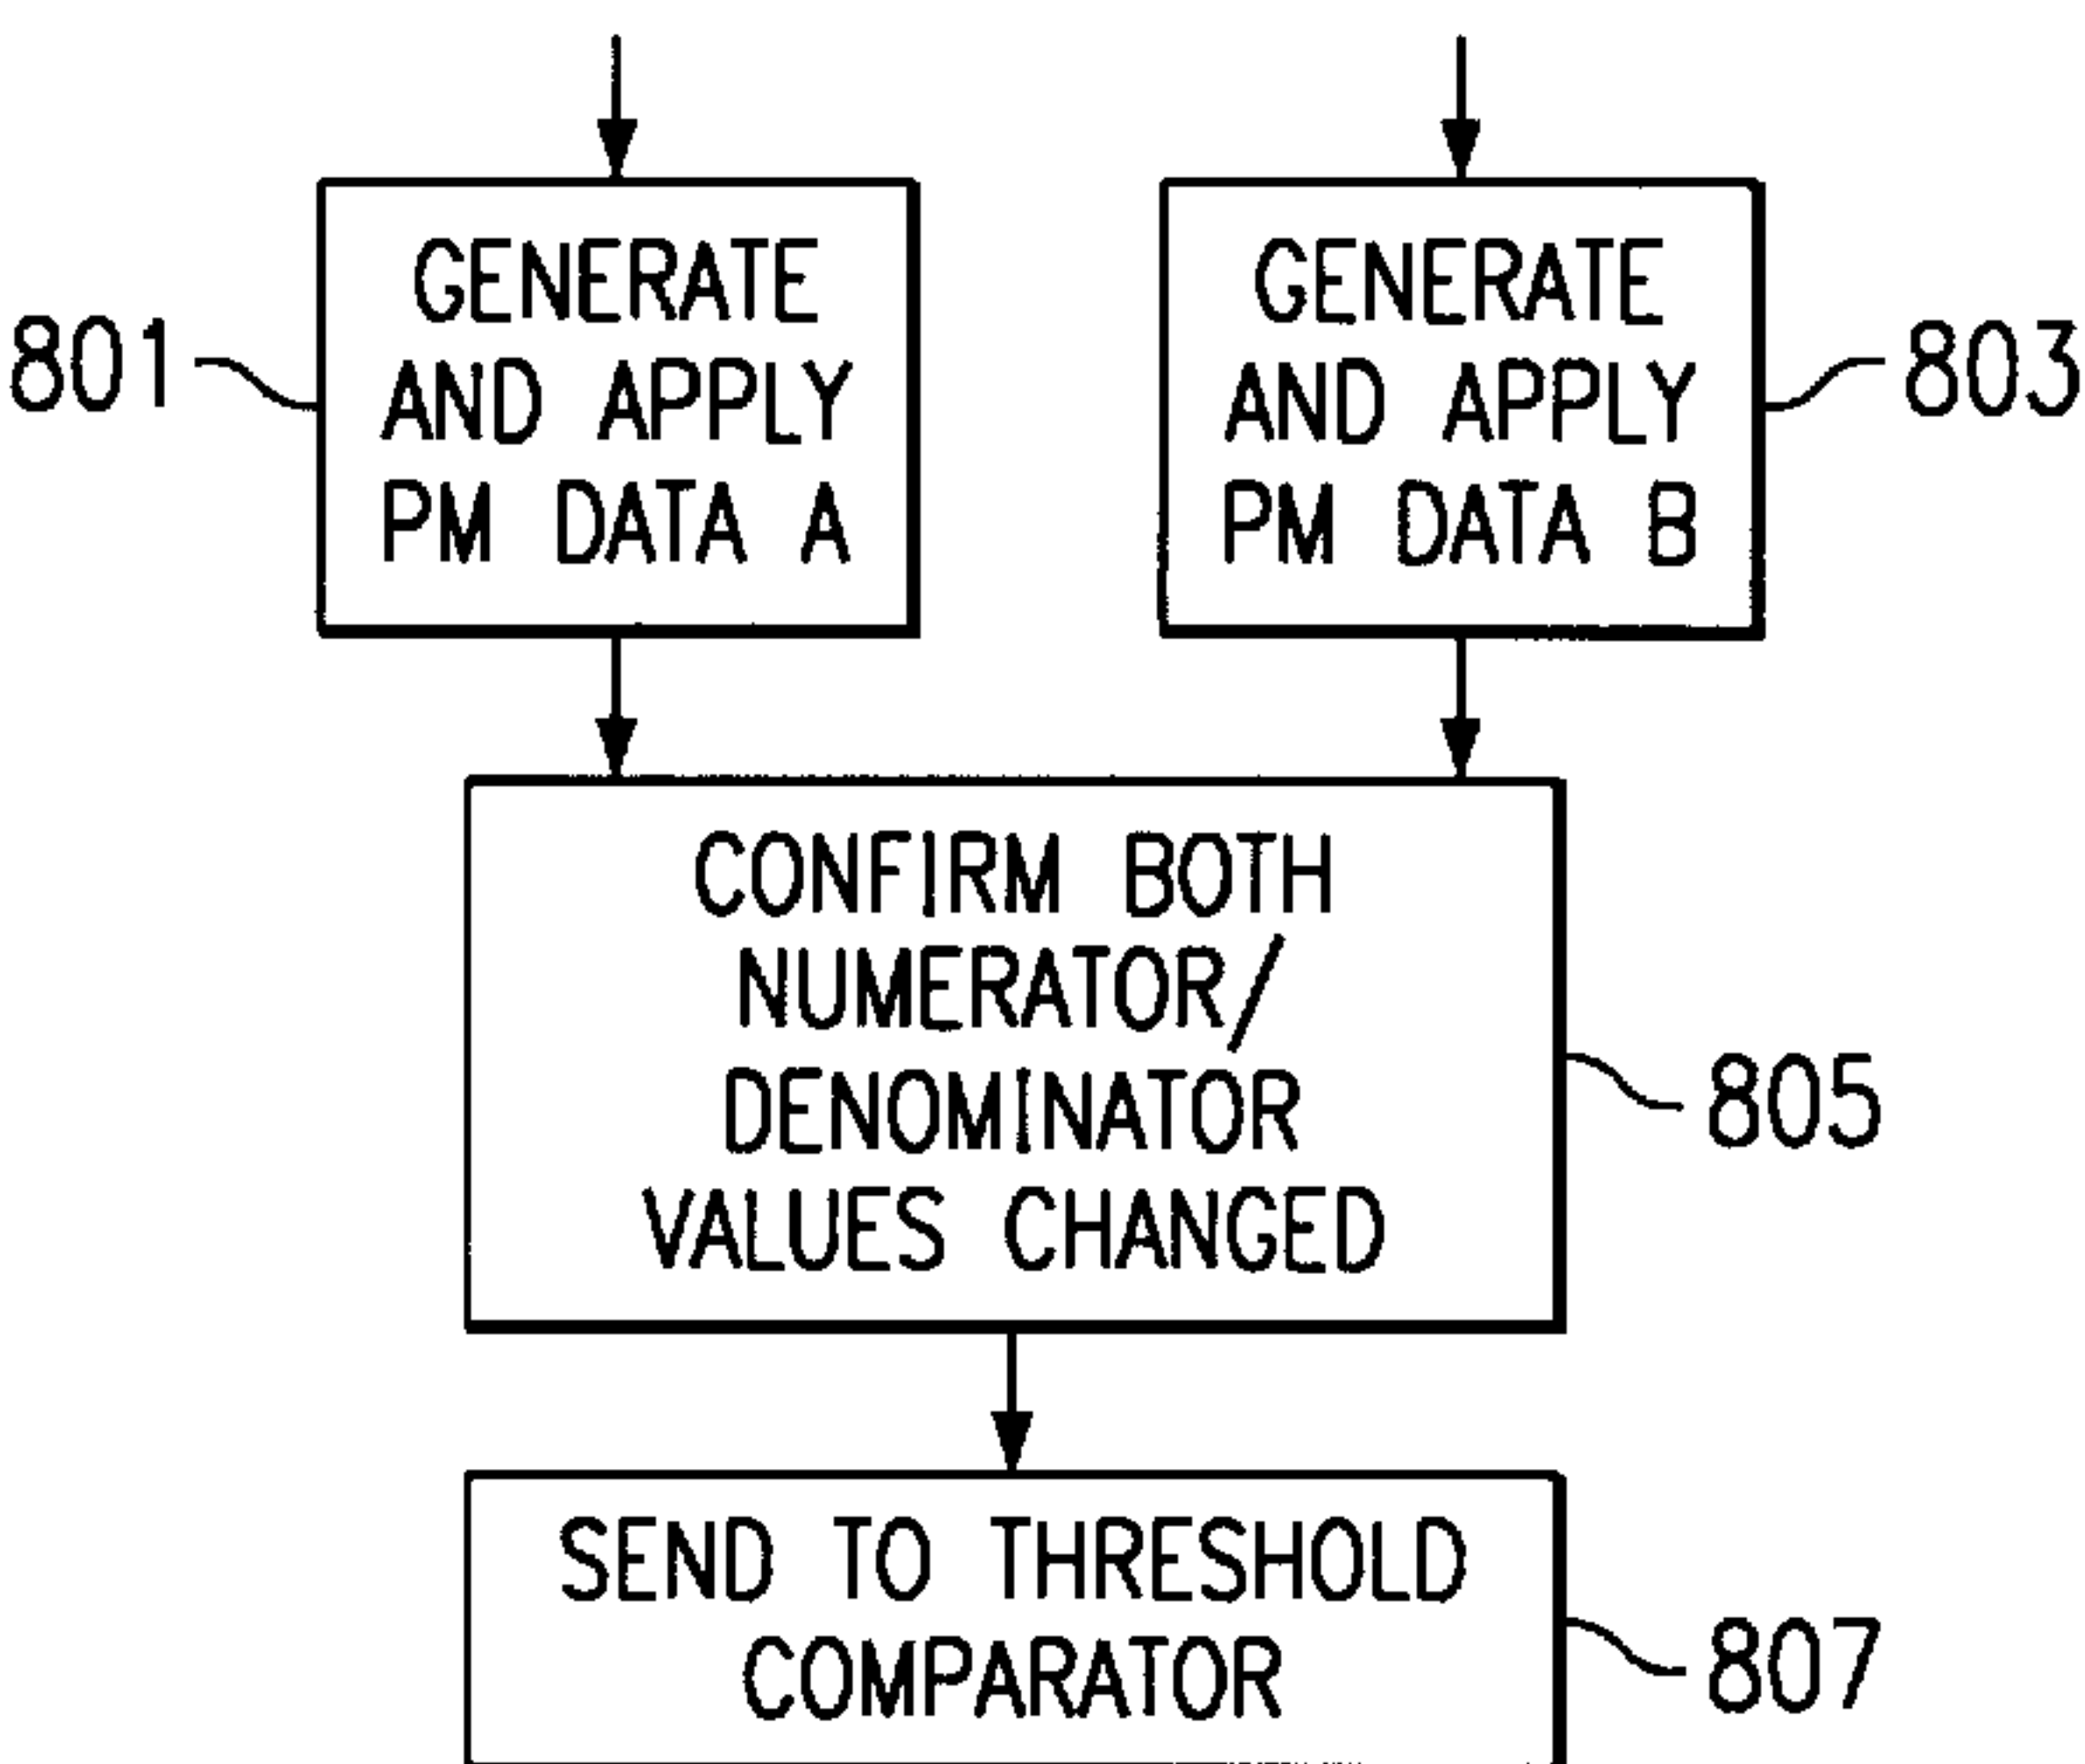 GENERATE
AND APPLY
PM DATA A
801
GENERATE
AND APPLY
PM DATA B
803
CONFIRM BOTH
NUMERATOR/
DENOMINATOR
VALUES CHANGED
805
SEND TO THRESHOLD
COMPARATOR
807